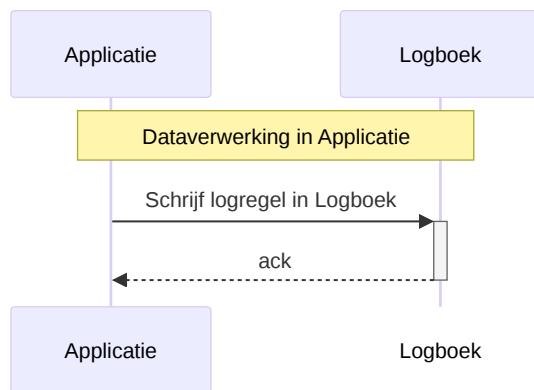 Applicatie
Logboek
Dataverwerking in Applicatie
Schrijf logregel in Logboek
ack
Applicatie
Logboek